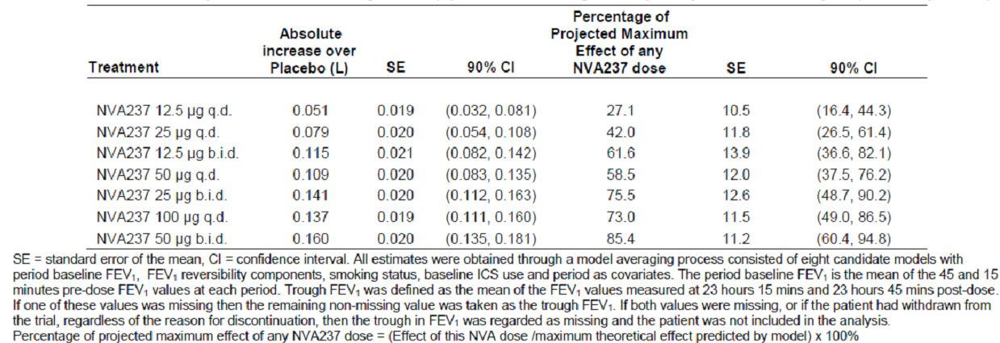 Absolute increase over Placebo (L)
Percentage of Projected Maximum Effect of any NVA237 dose
Treatment Absolute increase over Placebo (L) SE 90% CI Percentage of Projected Maximum Effect of any NVA237 dose SE 90% CI
NVA237 12.5 µg q.d. 0.051 0.019 (0.032, 0.081) 27.1 10.5 (16.4, 44.3)
NVA237 25 µg q.d. 0.079 0.020 (0.054, 0.108) 42.0 11.8 (26.5, 61.4)
NVA237 12.5 µg b.i.d. 0.115 0.021 (0.082, 0.142) 61.6 13.9 (36.6, 82.1)
NVA237 50 µg q.d. 0.109 0.020 (0.083, 0.135) 58.5 12.0 (37.5, 76.2)
NVA237 25 µg b.i.d. 0.141 0.020 (0.112, 0.163) 75.5 12.6 (48.7, 90.2)
NVA237 100 µg q.d. 0.137 0.019 (0.111, 0.160) 73.0 11.5 (49.0, 86.5)
NVA237 50 µg b.i.d. 0.160 0.020 (0.135, 0.181) 85.4 11.2 (60.4, 94.8)
SE = standard error of the mean, CI = confidence interval. All estimates were obtained through a model averaging process consisted of eight candidate models with
period baseline FEV₁, FEV₁ reversibility components, smoking status, baseline ICS use and period as covariates. The period baseline FEV₁ is the mean of the 45 and 15
minutes pre-dose FEV₁ values at each period. Trough FEV₁ was defined as the mean of the FEV₁ values measured at 23 hours 15 mins and 23 hours 45 mins post-dose.
If one of these values was missing then the remaining non-missing value was taken as the trough FEV₁. If both values were missing, or if the patient had withdrawn from
the trial, regardless of the reason for discontinuation, then the trough in FEV₁ was regarded as missing and the patient was not included in the analysis.
Percentage of projected maximum effect of any NVA237 dose = (Effect of this NVA dose /maximum theoretical effect predicted by model) x 100%